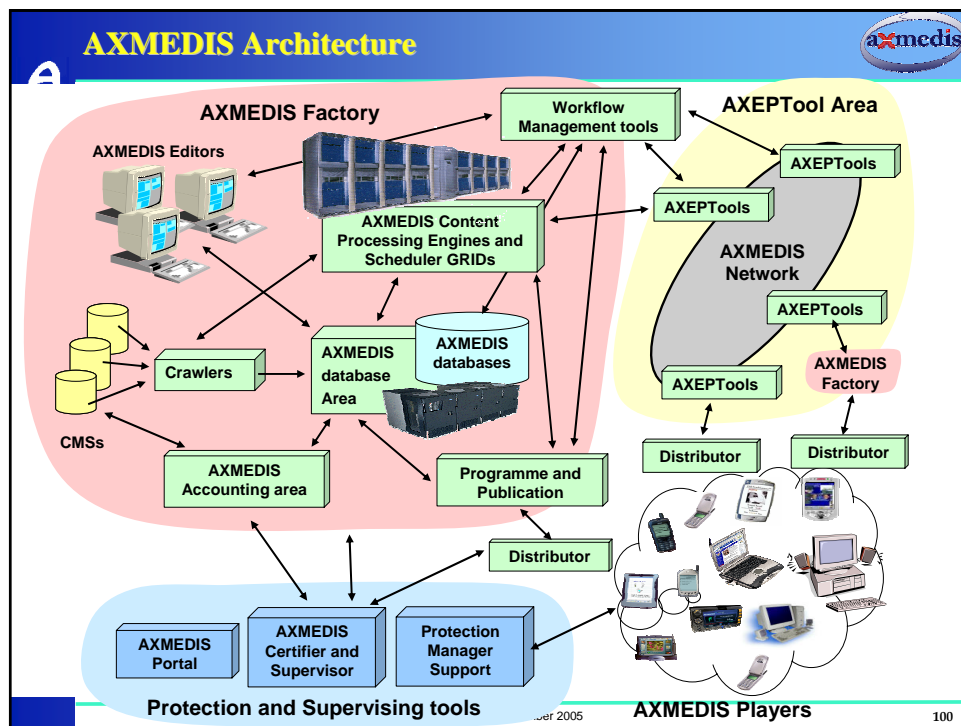 AXMEDIS Architecture
axmedis
AXMEDIS Factory
Workflow
Management tools
AXEPTool Area
AXMEDIS Editors
AXEPTools
AXEPTools
AXMEDIS Content
Processing Engines and
Scheduler GRIDs
AXMEDIS
Network
AXEPTools
AXMEDIS
database
Area
AXMEDIS
databases
Crawlers
AXMEDIS
Factory
AXEPTools
CMSs
Distributor
Distributor
AXMEDIS
Accounting area
Programme and
Publication
Distributor
AXMEDIS
Portal
AXMEDIS
Certifier and
Supervisor
Protection
Manager
Support
Protection and Supervising tools
2005
AXMEDIS Players
100